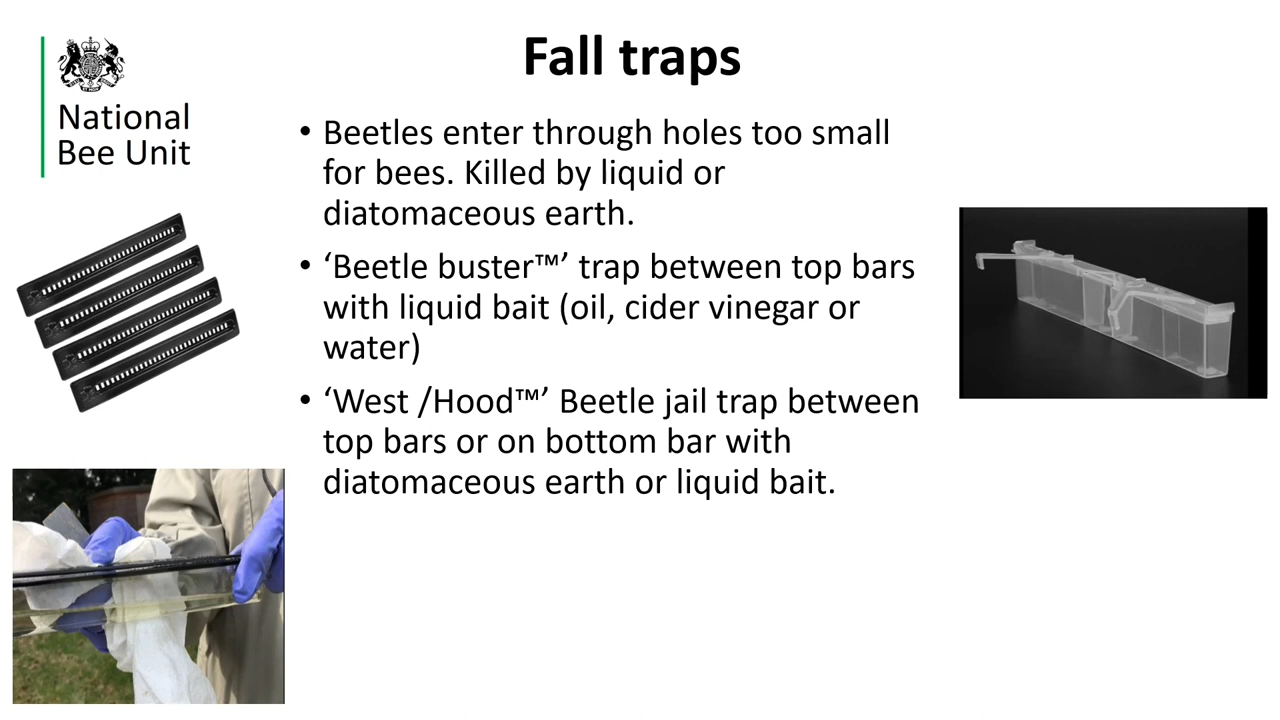 Fall traps
National
Bee Unit
• Beetles enter through holes too small
for bees. Killed by liquid or
diatomaceous earth.
• ‘Beetle buster™’ trap between top bars
with liquid bait (oil, cider vinegar or
water)
• ‘West /Hood™’ Beetle jail trap between
top bars or on bottom bar with
diatomaceous earth or liquid bait.